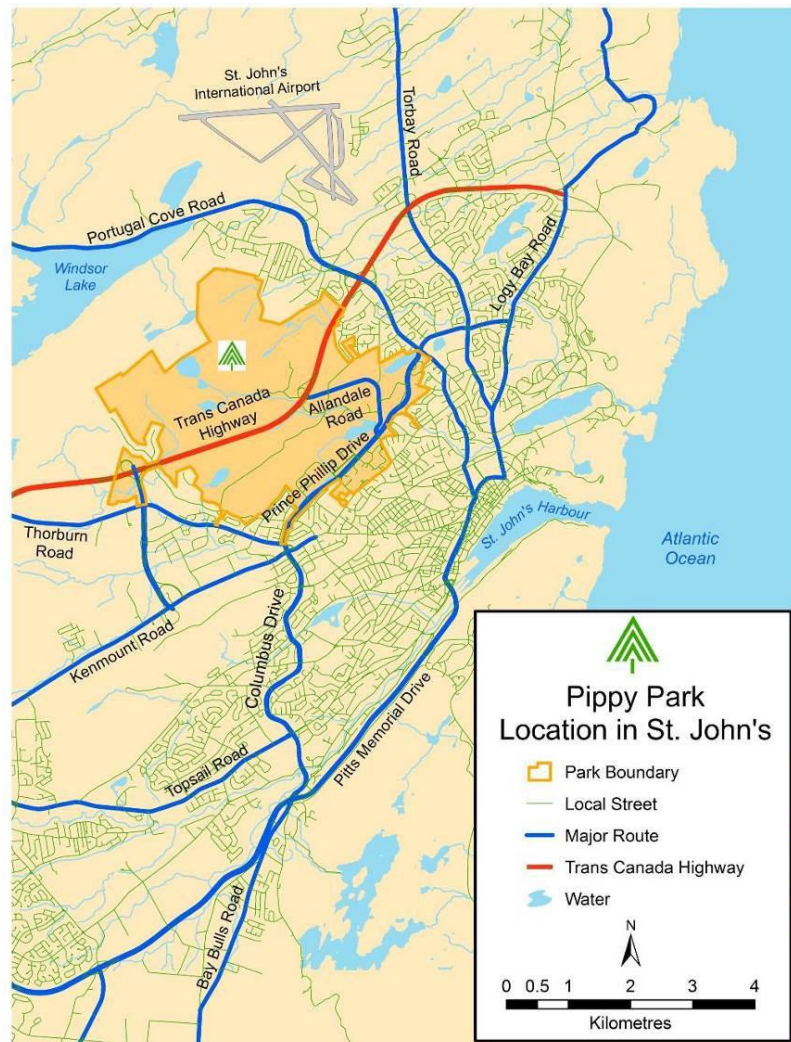 St. John's
International Airport
Torbay Road
Portugal Cove Road
Windsor
Lake
Logy Bay Road
Trans Canada
Highway
Allandale
Road
Prince Phillip Drive
Thorburn
Road
St. John's Harbour
Atlantic
Ocean
Kenmount Road
Columbus Drive
Pitts Memorial Drive
Topsail Road
Bay Bulls Road
Pippy Park
Location in St. John's
Park Boundary
Local Street
Major Route
Trans Canada Highway
Water
N
0 0.5 1 2 3 4
Kilometres